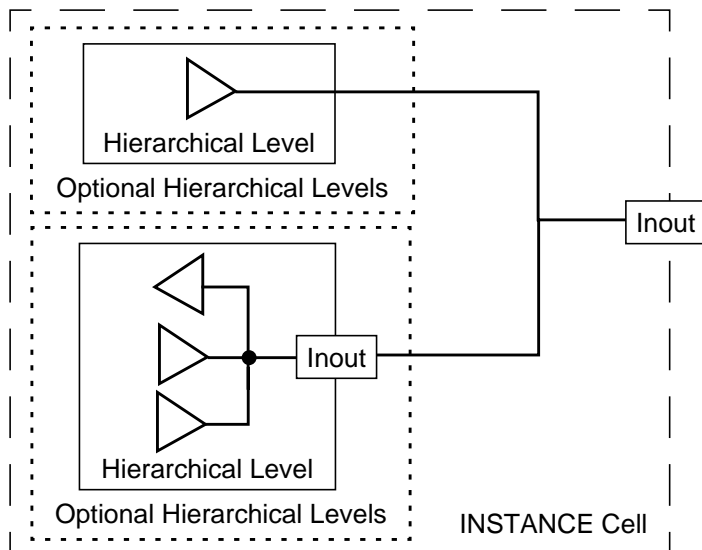 Hierarchical Level
Optional Hierarchical Levels
Inout
Inout
Hierarchical Level
Optional Hierarchical Levels
INSTANCE Cell